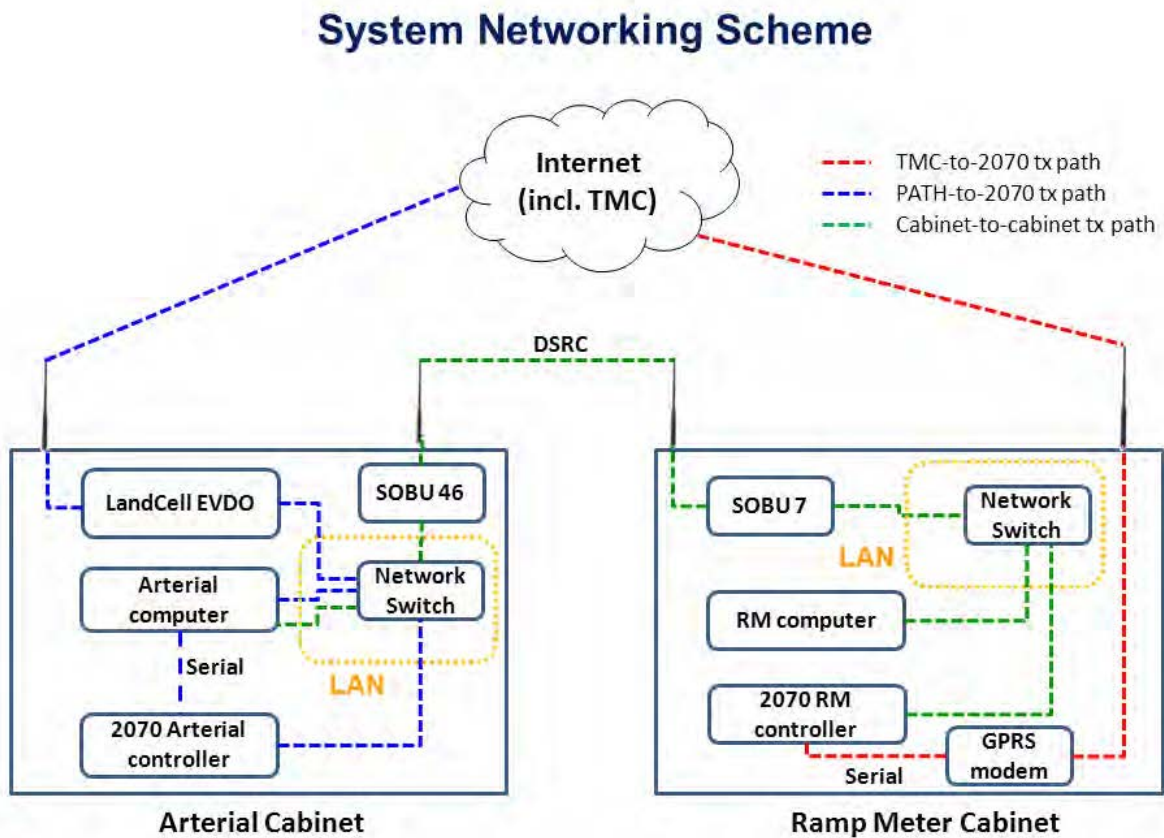 System Networking Scheme
Internet
(incl. TMC)
TMC-to-2070 tx path
PATH-to-2070 tx path
Cabinet-to-cabinet tx path
DSRC
LandCell EVDO
SOBU 46
Arterial
computer
Network
Switch
Serial
LAN
2070 Arterial
controller
Arterial Cabinet
SOBU 7
Network
Switch
LAN
RM computer
2070 RM
controller
GPRS
modem
Serial
Ramp Meter Cabinet